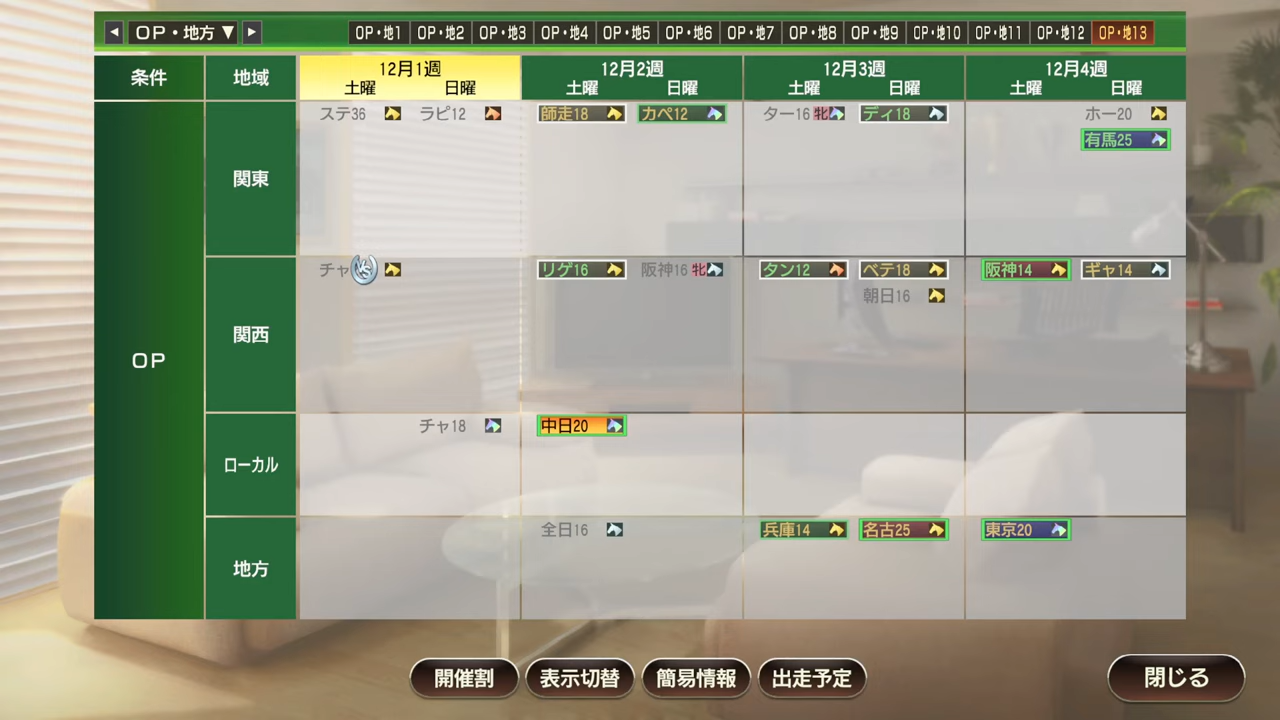 OP・地方▼ OP・地1 OP・地2 OP・地3 OP・地4 OP・地5 OP・地6 OP・地7 OP・地8 OP・地9 OP・地10 OP・地11 OP・地12 OP・地13
条件 地域 12月1週 12月2週 12月3週 12月4週
土曜 日曜 土曜 日曜 土曜 日曜 土曜 日曜
OP
関東
ステ36 ラピ12 師走18 カペ12 ター16 牝 ディ18 ホー20
有馬25
関西
チャ リゲ16 阪神16 牝 タン12 ベテ18 阪神14 ギャ14
朝日16
ローカル
チャ18 中日20
地方
全日16 兵庫14 名古25 東京20
開催割 表示切替 簡易情報 出走予定 閉じる